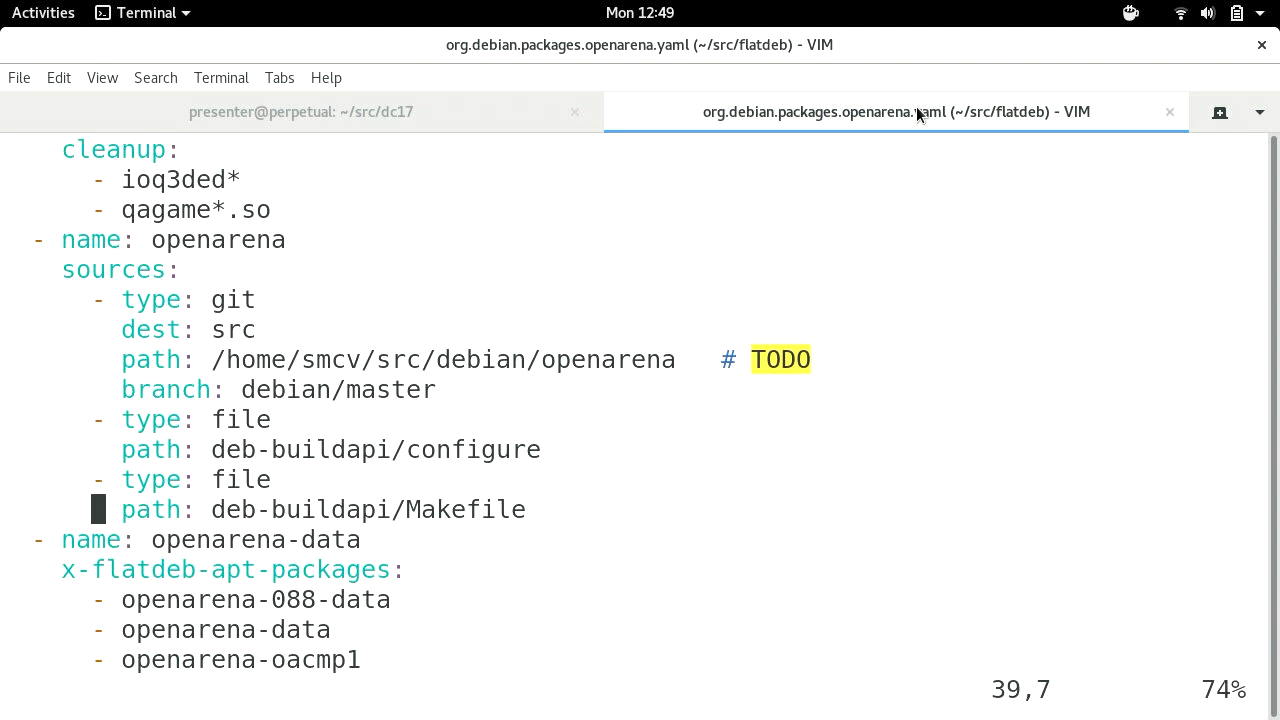 Activities Terminal Mon 12:49
org.debian.packages.openarena.yaml (~/src/flatdeb) - VIM ×
File Edit View Search Terminal Tabs Help
presenter@perpetual: ~/src/dc17 × org.debian.packages.openarena.yaml (~/src/flatdeb) - VIM ×
cleanup:
- ioq3ded*
- qagame*.so
- name: openarena
sources:
- type: git
dest: src
path: /home/smcv/src/debian/openarena # TODO
branch: debian/master
- type: file
path: deb-buildapi/configure
- type: file
path: deb-buildapi/Makefile
- name: openarena-data
x-flatdeb-apt-packages:
- openarena-088-data
- openarena-data
- openarena-oacmp1
39,7 74%